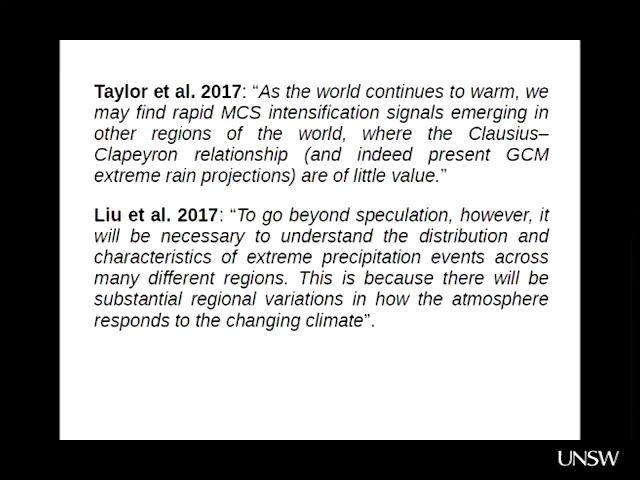 Taylor et al. 2017: “As the world continues to warm, we
may find rapid MCS intensification signals emerging in
other regions of the world, where the Clausius–
Clapeyron relationship (and indeed present GCM
extreme rain projections) are of little value.”
Liu et al. 2017: “To go beyond speculation, however, it
will be necessary to understand the distribution and
characteristics of extreme precipitation events across
many different regions. This is because there will be
substantial regional variations in how the atmosphere
responds to the changing climate”.
UNSW